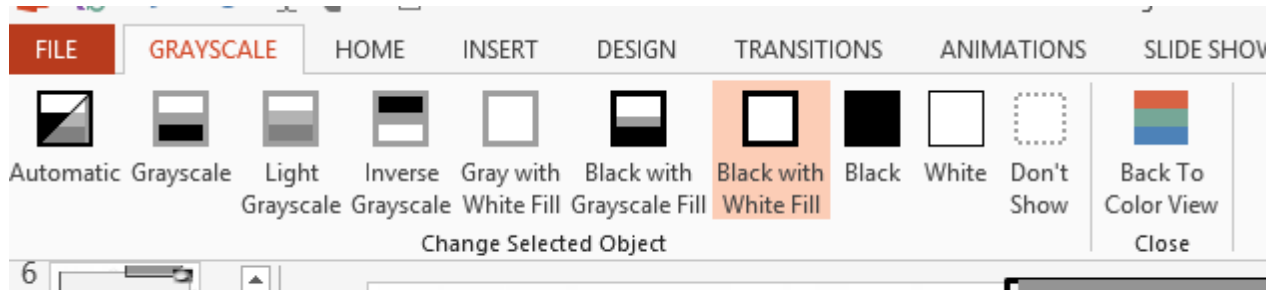 FILE GRAYSCALE HOME INSERT DESIGN TRANSITIONS ANIMATIONS SLIDE SHOW
Automatic Grayscale Light Inverse Gray with Black with Black with Black White Don't Back To
Grayscale Grayscale White Fill Grayscale Fill White Fill Show Color View
Change Selected Object Close
6